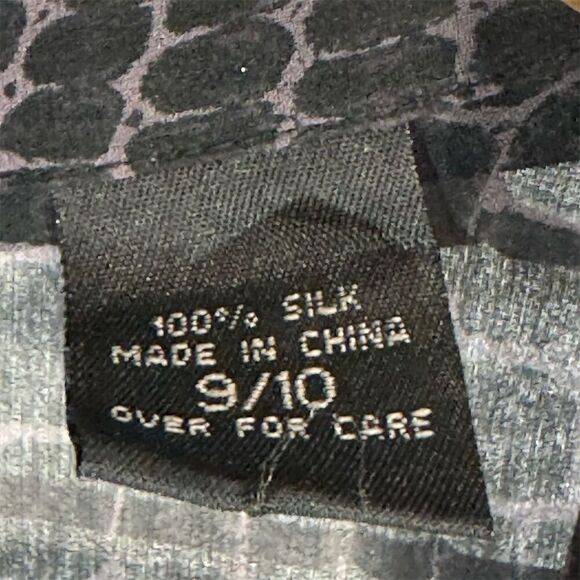 100% SILK
MADE IN CHINA
9/10
OVER FOR CARE